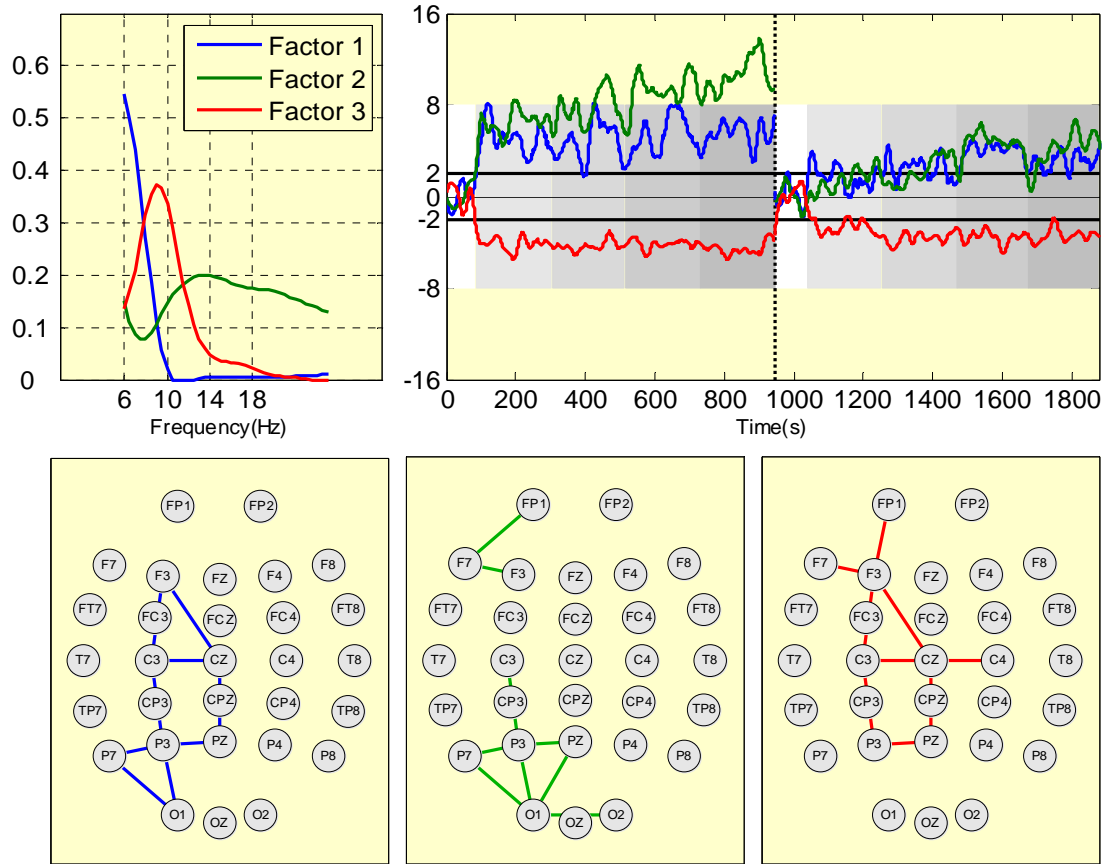 Factor 1
Factor 2
Factor 3
0.6
0.5
0.4
0.3
0.2
0.1
0
6 10 14 18
Frequency(Hz)
16
8
2
0
-2
-8
-16
0 200 400 600 800 1000 1200 1400 1600 1800
Time(s)
FP1 FP2
F7 F3 FZ F4 F8
FT7 FC3 FCZ FC4 FT8
T7 C3 CZ C4 T8
TP7 CP3 CPZ CP4 TP8
P7 P3 PZ P4 P8
O1 OZ O2
FP1 FP2
F7 F3 FZ F4 F8
FT7 FC3 FCZ FC4 FT8
T7 C3 CZ C4 T8
TP7 CP3 CPZ CP4 TP8
P7 P3 PZ P4 P8
O1 OZ O2
FP1 FP2
F7 F3 FZ F4 F8
FT7 FC3 FCZ FC4 FT8
T7 C3 CZ C4 T8
TP7 CP3 CPZ CP4 TP8
P7 P3 PZ P4 P8
O1 OZ O2